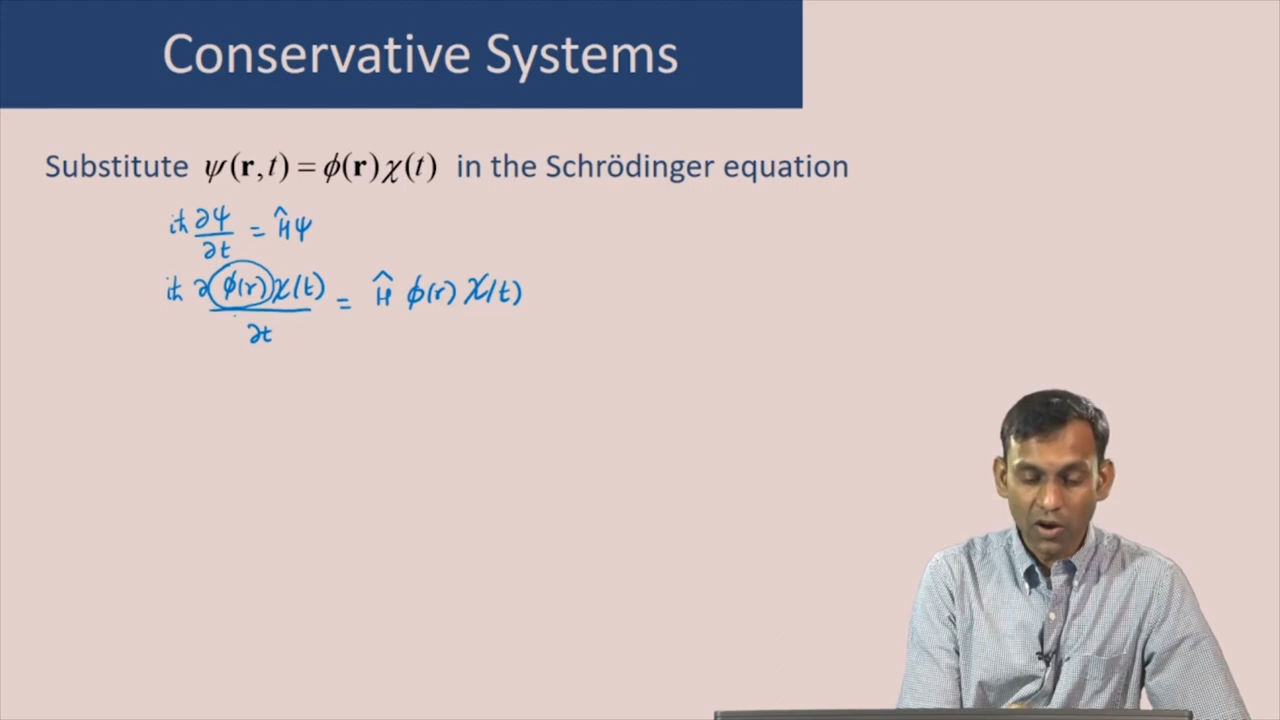 Conservative Systems
Substitute ψ(r,t) = ϕ(r)χ(t) in the Schrödinger equation
iħ ∂Ψ/∂t = ĤΨ
iħ ∂ϕ(r)χ(t)/∂t = Ĥ ϕ(r) χ(t)